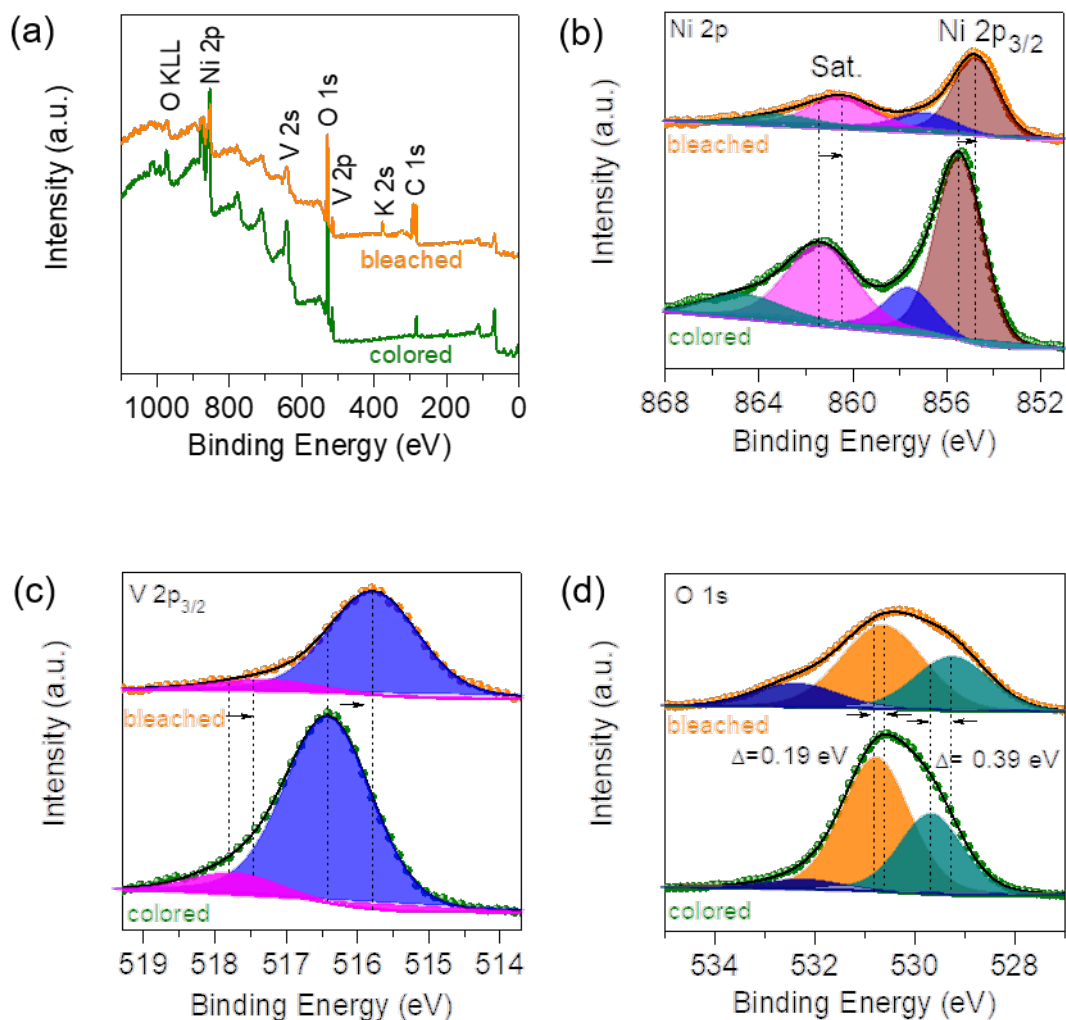 (a)
O KLL
Ni 2p
V 2s
O 1s
V 2p
K 2s
C 1s
bleached
colored
Intensity (a.u.)
1000 800 600 400 200 0
Binding Energy (eV)
(b)
Ni 2p
Ni 2p3/2
Sat.
bleached
colored
Intensity (a.u.)
868 864 860 856 852
Binding Energy (eV)
(c)
V 2p3/2
bleached
colored
Intensity (a.u.)
519 518 517 516 515 514
Binding Energy (eV)
(d)
O 1s
bleached
Δ=0.19 eV
Δ= 0.39 eV
colored
Intensity (a.u.)
534 532 530 528
Binding Energy (eV)